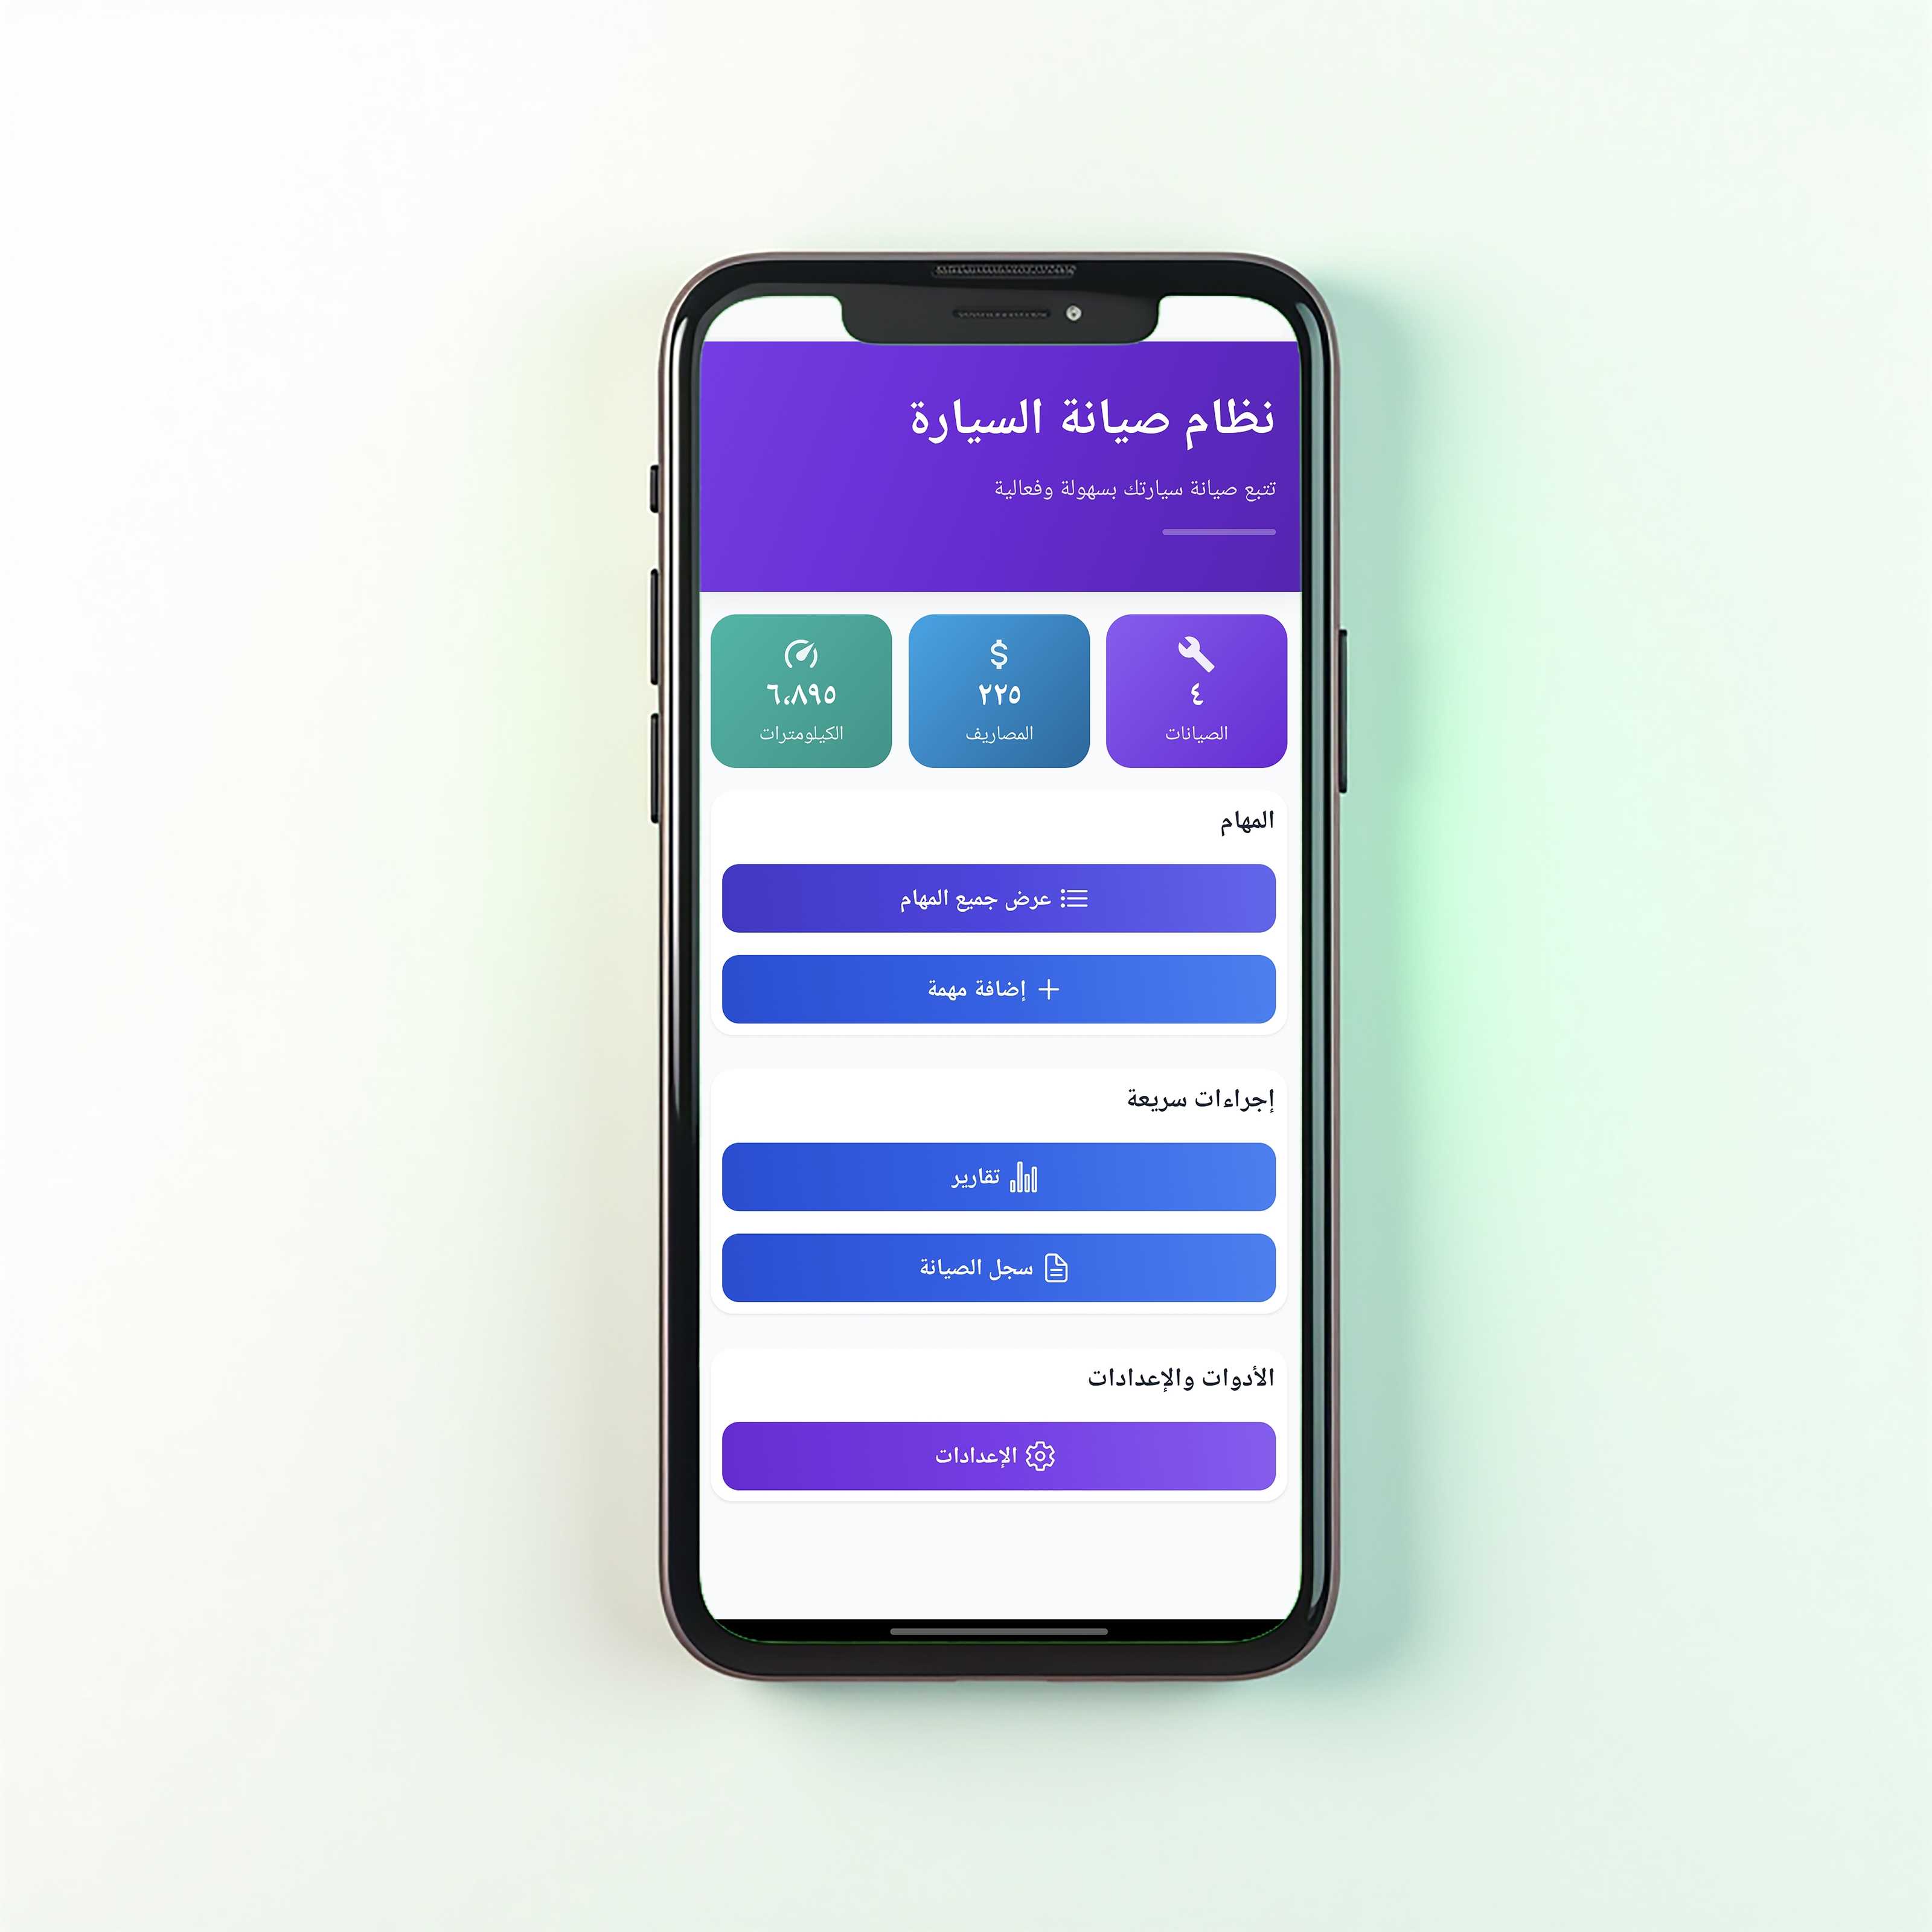 نظام صيانة السيارة
تتبع صيانة سيارتك بسهولة وفعالية
٤
الصيانات
$
٢٢٥
المصاريف
٦،٨٩٥
الكيلومترات
المهام
عرض جميع المهام
إضافة مهمة
إجراءات سريعة
تقارير
سجل الصيانة
الأدوات والإعدادات
الإعدادات